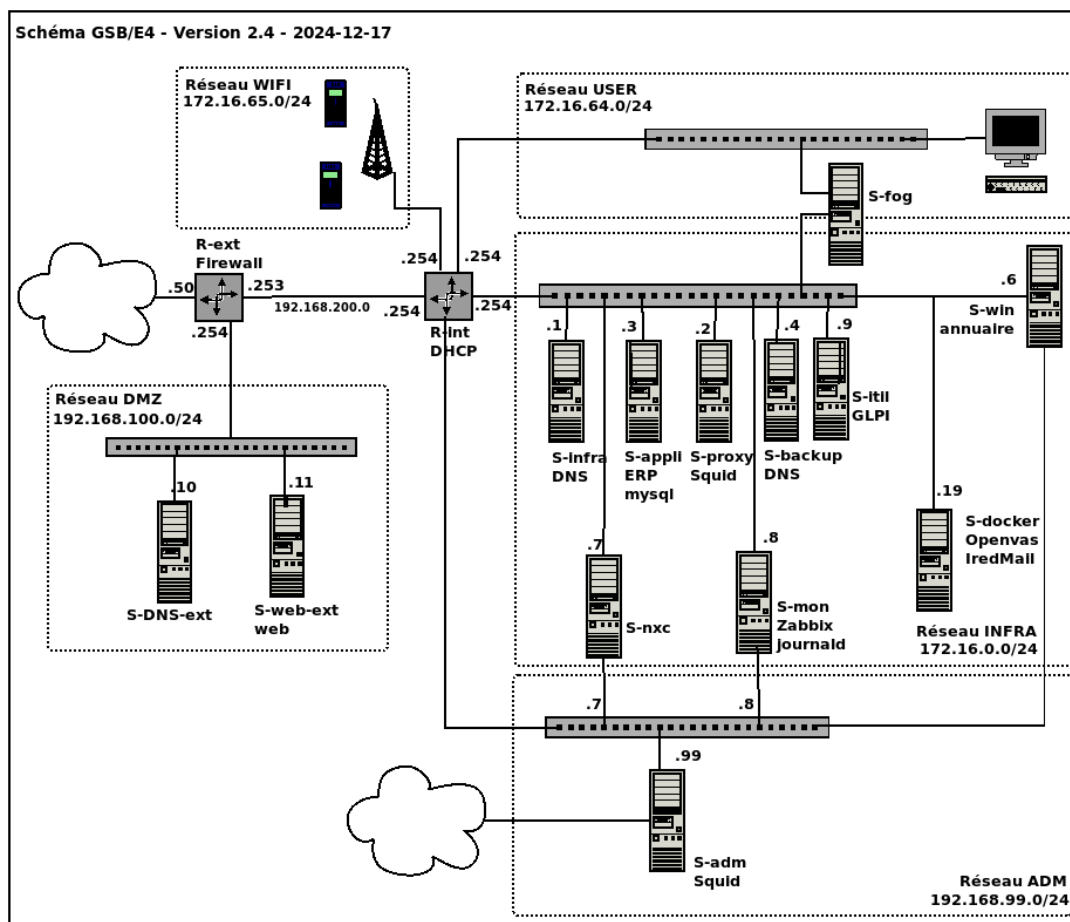 Schéma GSB/E4 - Version 2.4 - 2024-12-17
Réseau WIFI
172.16.65.0/24
Réseau USER
172.16.64.0/24
S-fog
R-ext
Firewall
.50
.253
.254
192.168.200.0
.254
.254
.254
.254
R-int
DHCP
.6
S-win
annuaire
.1
.3
.2
.4
.9
S-infra
DNS
S-appli
ERP
mysql
S-proxy
Squid
S-backup
DNS
S-itil
GLPI
Réseau DMZ
192.168.100.0/24
.10
.11
S-DNS-ext
S-web-ext
web
.7
S-nxc
.8
S-mon
Zabbix
journald
.19
S-docker
Openvas
IredMail
Réseau INFRA
172.16.0.0/24
.7
.8
.99
S-adm
Squid
Réseau ADM
192.168.99.0/24